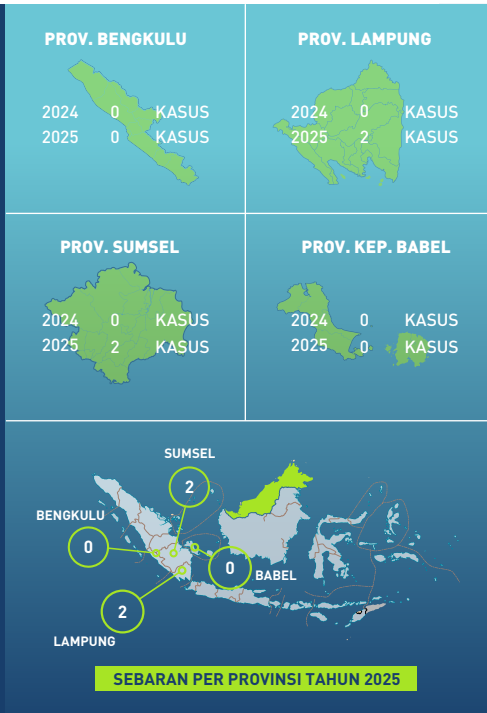 PROV. BENGKULU
2024 0 KASUS
2025 0 KASUS
PROV. LAMPUNG
2024 0 KASUS
2025 2 KASUS
PROV. SUMSEL
2024 0 KASUS
2025 2 KASUS
PROV. KEP. BABEL
2024 0 KASUS
2025 0 KASUS
SUMSEL
2
BENGKULU
0
0
BABEL
2
LAMPUNG
SEBARAN PER PROVINSI TAHUN 2025